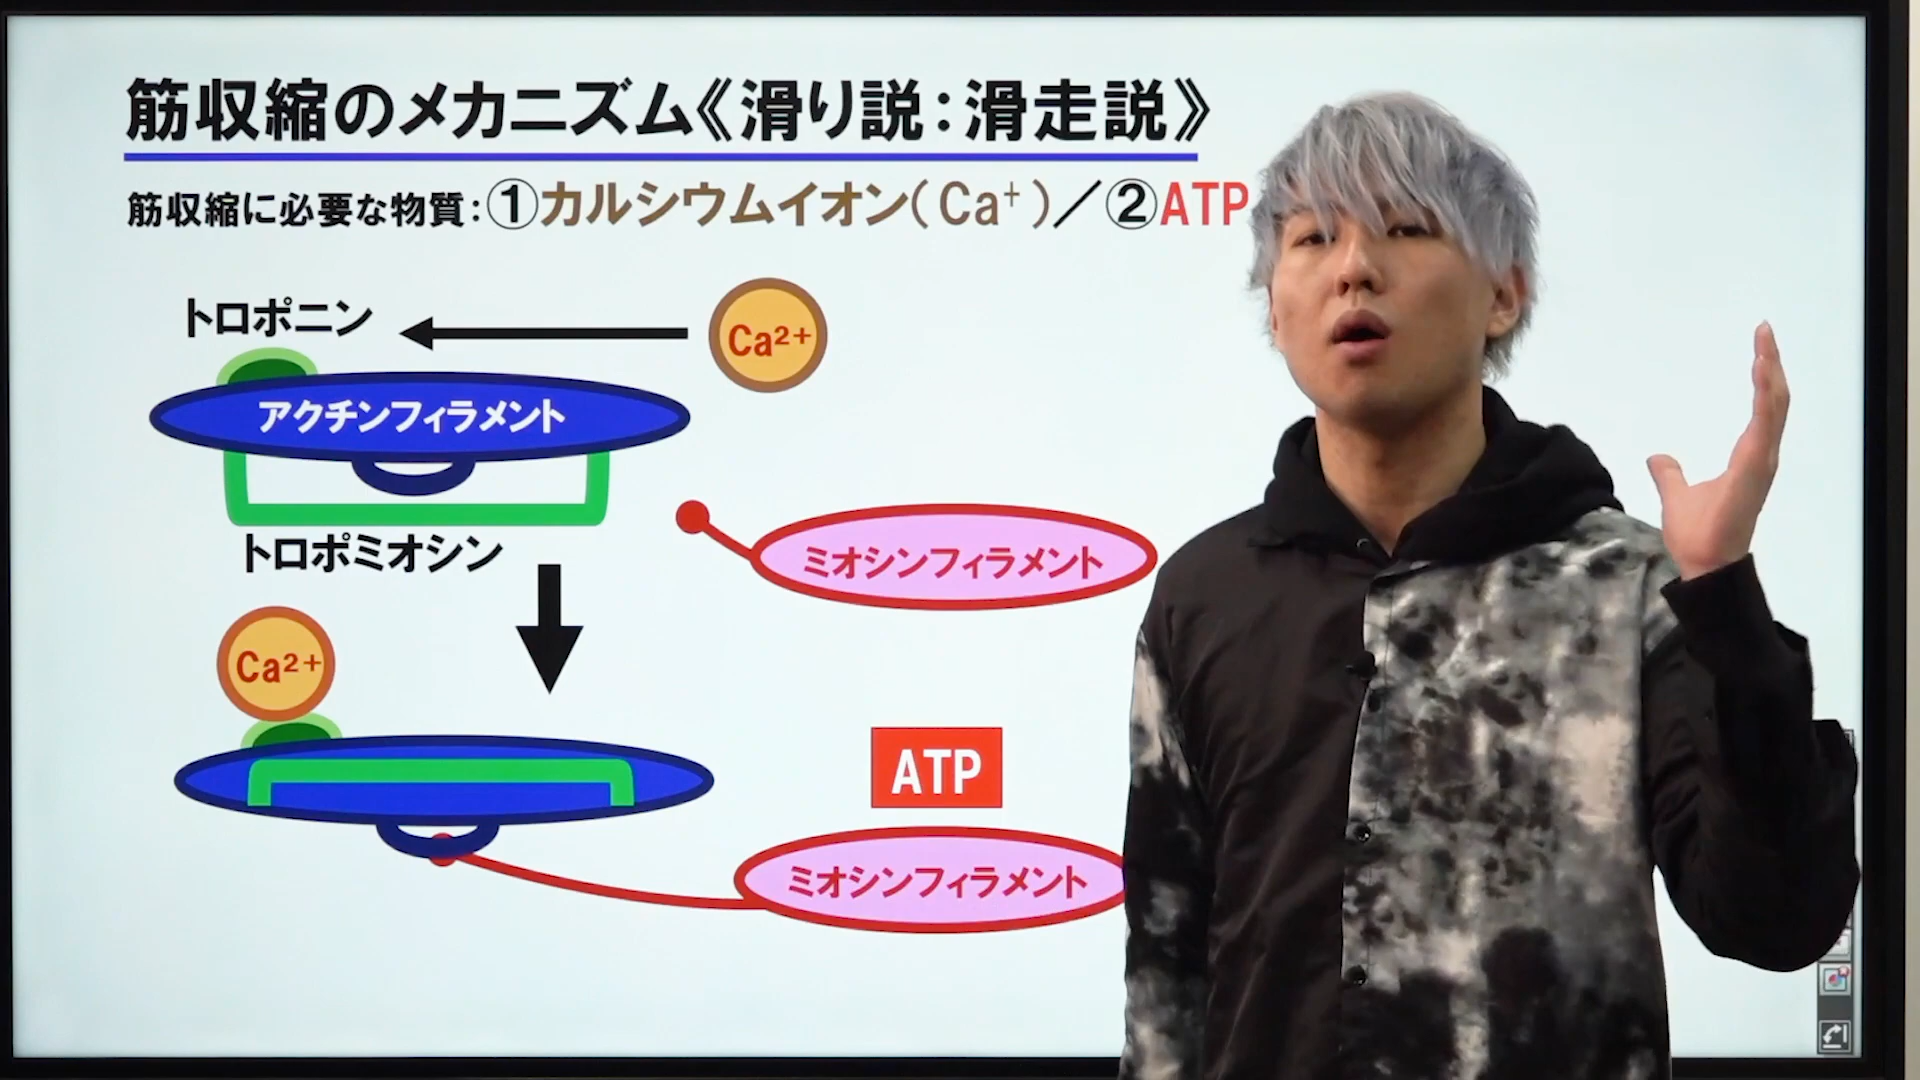 筋収縮のメカニズム《滑り説：滑走説》
筋収縮に必要な物質：①カルシウムイオン（Ca⁺）／②ATP
トロポニン
Ca²⁺
アクチンフィラメント
トロポミオシン
ミオシンフィラメント
Ca²⁺
ATP
ミオシンフィラメント